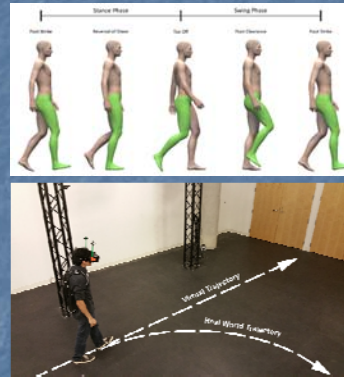 Stance Phase Swing Phase
Foot Strike Reversal of Shear Toe Off Foot Clearance Foot Strike
Virtual Trajectory
Real World Trajectory